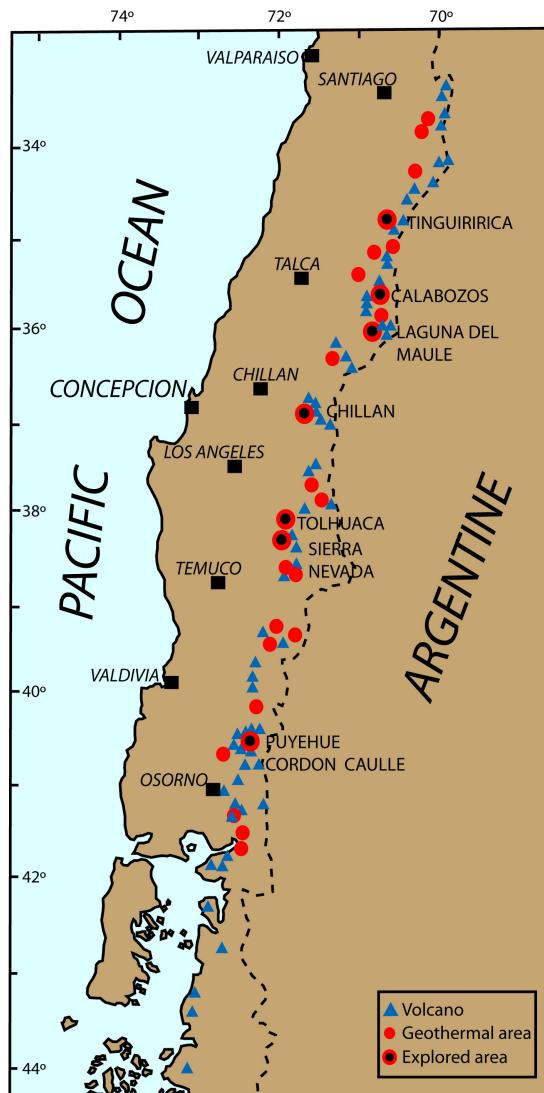 74º
72º
70º
VALPARAISO
SANTIAGO
34º
OCEAN
TINGUIRIRICA
TALCA
CALABOZOS
36º
LAGUNA DEL
MAULE
CHILLAN
CONCEPCION
CHILLAN
LOS ANGELES
PACIFIC
38º
ARGENTINE
TOLHUACA
SIERRA
NEVADA
TEMUCO
VALDIVIA
40º
PUYEHUE
CORDON CAULLE
OSORNO
42º
Volcano
Geothermal area
Explored area
44º